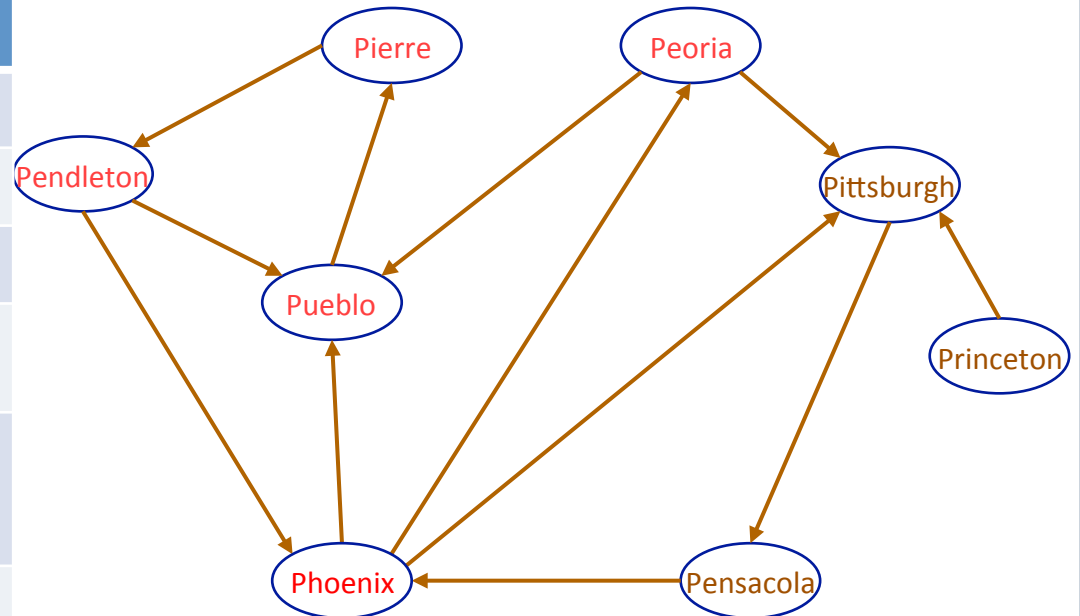 Pierre
Peoria
Pendleton
Pittsburgh
Pueblo
Princeton
Phoenix
Pensacola